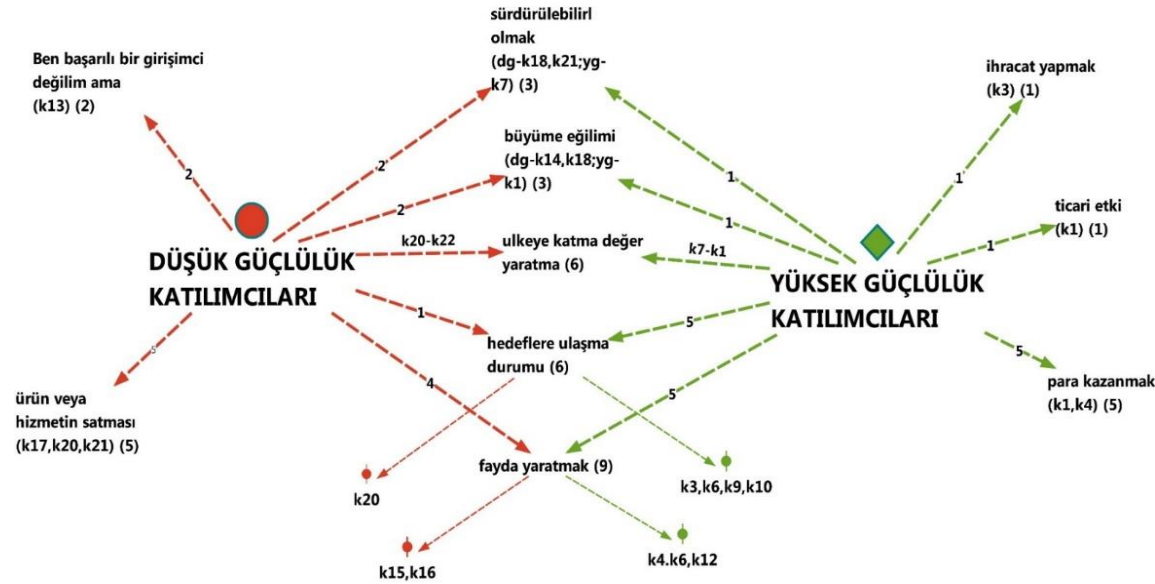 sürdürülebilirl
olmak
(dg-k18,k21;yg-
k7) (3)
Ben başarılı bir girişimci
değilim ama
(k13) (2)
ihracat yapmak
(k3) (1)
büyüme eğilimi
(dg-k14,k18;yg-
k1) (3)
2
2
1
1
2
1
ticari etki
(k1) (1)
1
k20-k22
ulkeye katma değer
yaratma (6)
k7-k1
DÜŞÜK GÜÇLÜLÜK
KATILIMCILARI
YÜKSEK GÜÇLÜLÜK
KATILIMCILARI
1
5
hedeflere ulaşma
durumu (6)
5
5
4
5
para kazanmak
(k1,k4) (5)
ürün veya
hizmetin satması
(k17,k20,k21) (5)
fayda yaratmak (9)
k20
k3,k6,k9,k10
k15,k16
k4.k6,k12